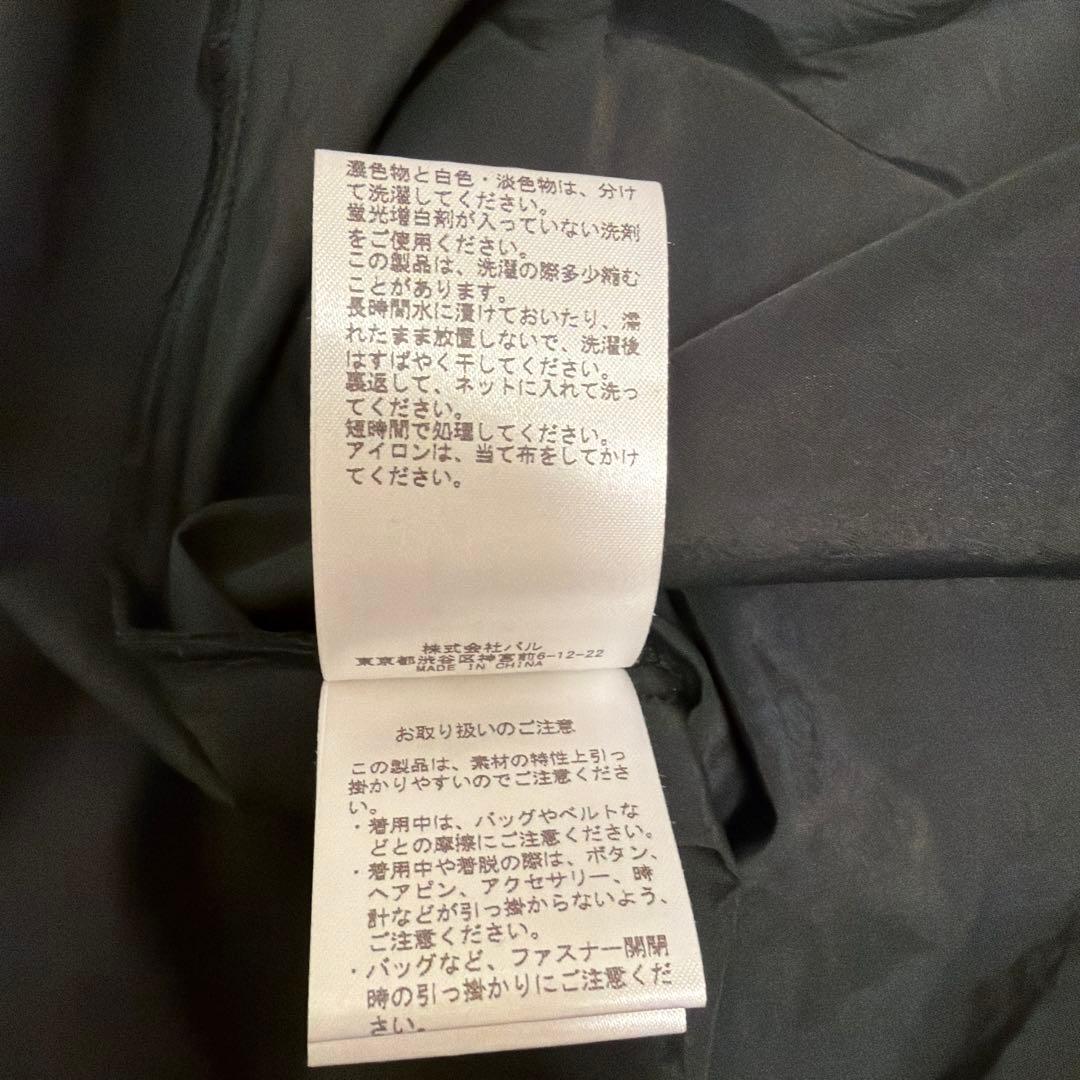 濃色物と白色・淡色物は、分け
て洗濯してください。
蛍光増白剤が入っていない洗剤
をご使用ください。
この製品は、洗濯の際多少縮む
ことがあります。
長時間水に漬けておいたり、濡
れたまま放置しないで、洗濯後
はすばやく干してください。
裏返して、ネットに入れて洗っ
てください。
短時間で処理してください。
アイロンは、当て布をしてかけ
てください。
株式会社パル
東京都渋谷区神宮前6-12-22
MADE IN CHINA
お取り扱いのご注意
この製品は、素材の特性上引っ
掛かりやすいのでご注意くださ
い。
・着用中は、バッグやベルトな
どとの摩擦にご注意ください。
・着用中や着脱の際は、ボタン、
ヘアピン、アクセサリー、時
計などが引っ掛からないよう、
ご注意ください。
・バッグなど、ファスナー開閉
時の引っ掛かりにご注意くだ
さい。